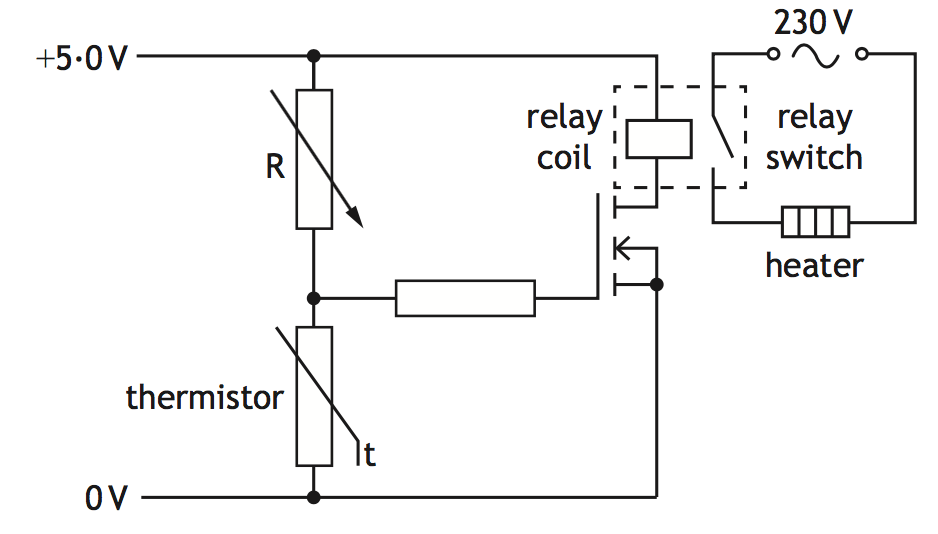 230 V
+5·0 V
relay
coil
relay
switch
R
heater
thermistor
t
0 V